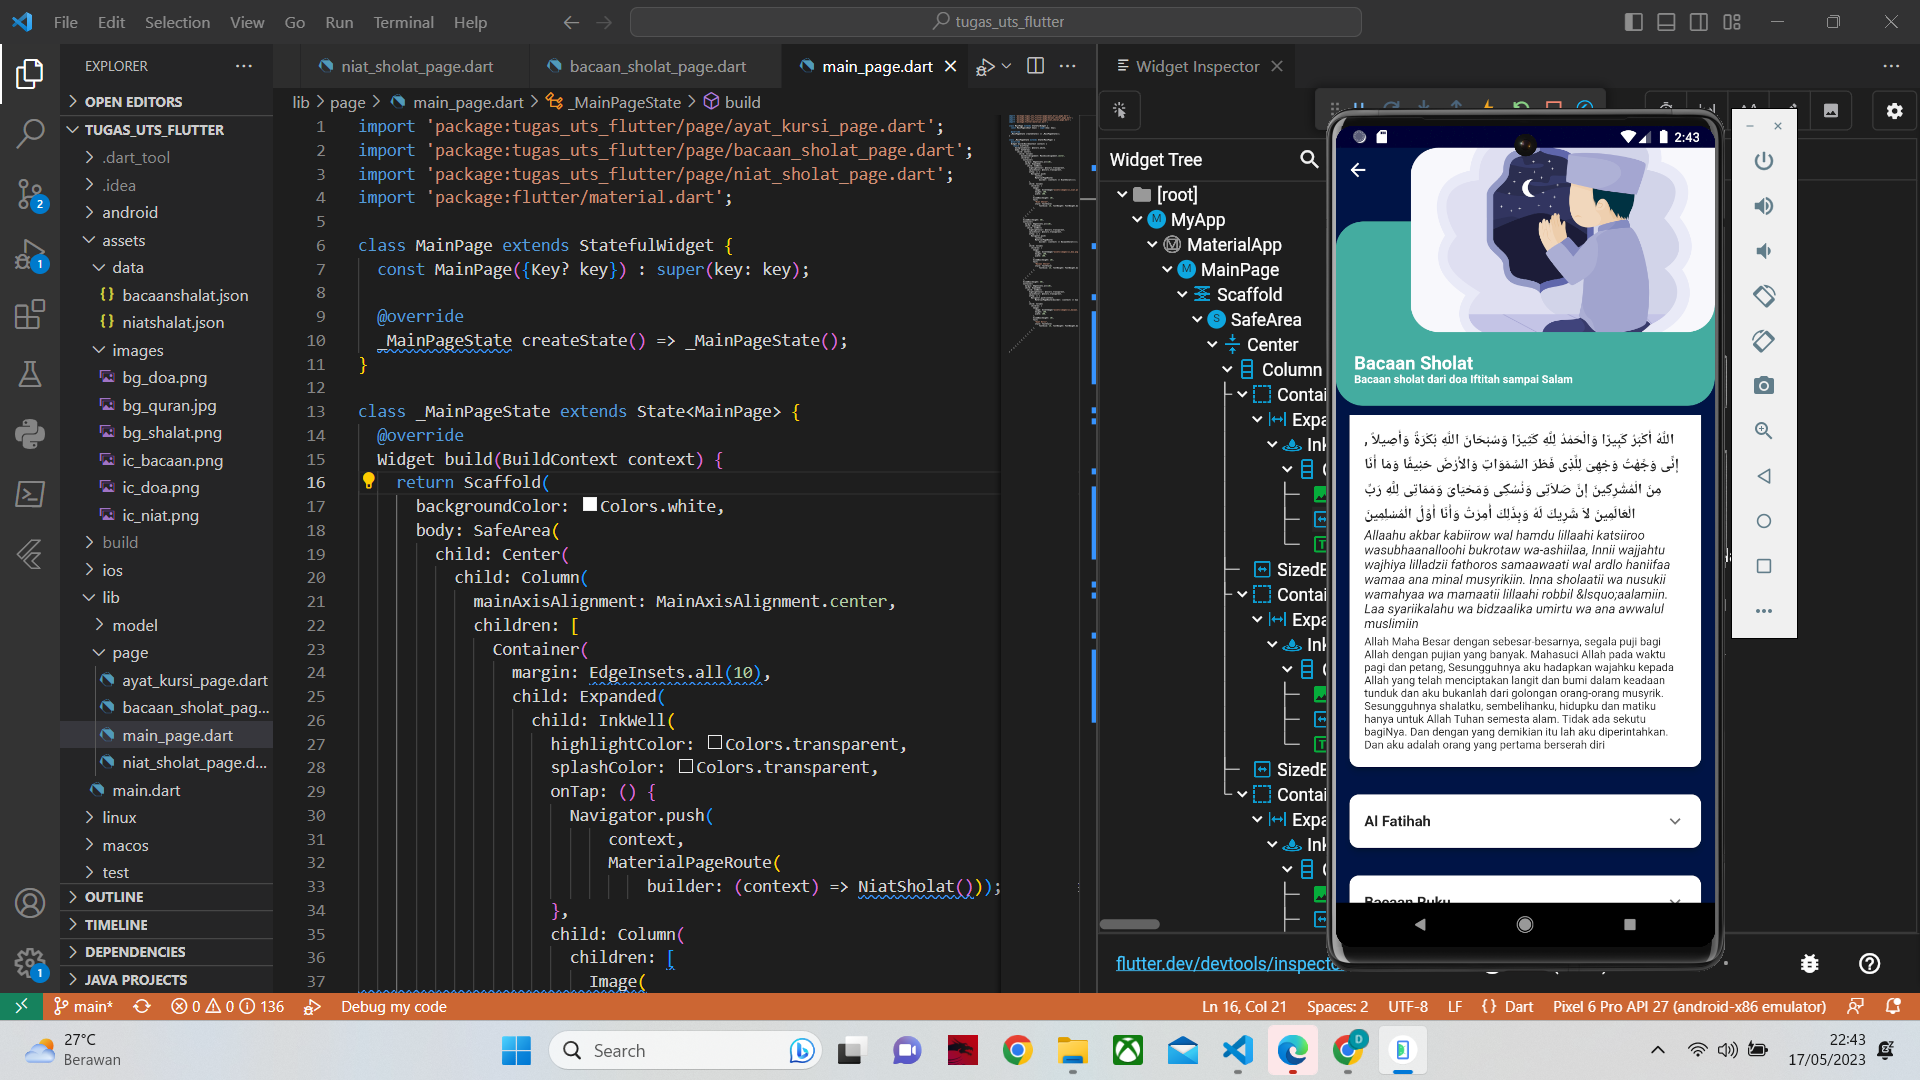 File Edit Selection View Go Run Terminal Help
tugas_uts_flutter
EXPLORER
OPEN EDITORS
TUGAS_UTS_FLUTTER
.dart_tool
.idea
android
assets
data
bacaanshalat.json
niatshalat.json
images
bg_doa.png
bg_quran.jpg
bg_shalat.png
ic_bacaan.png
ic_doa.png
ic_niat.png
build
ios
lib
model
page
ayat_kursi_page.dart
bacaan_sholat_pag...
main_page.dart
niat_sholat_page.d...
main.dart
linux
macos
test
OUTLINE
TIMELINE
DEPENDENCIES
JAVA PROJECTS
2
1
1
niat_sholat_page.dart
bacaan_sholat_page.dart
main_page.dart
lib > page > main_page.dart > _MainPageState > build
1 import 'package:tugas_uts_flutter/page/ayat_kursi_page.dart';
2 import 'package:tugas_uts_flutter/page/bacaan_sholat_page.dart';
3 import 'package:tugas_uts_flutter/page/niat_sholat_page.dart';
4 import 'package:flutter/material.dart';
5
6 class MainPage extends StatefulWidget {
7 const MainPage({Key? key}) : super(key: key);
8
9 @override
10 _MainPageState createState() => _MainPageState();
11 }
12
13 class _MainPageState extends State<MainPage> {
14 @override
15 Widget build(BuildContext context) {
16 return Scaffold(
17 backgroundColor: Colors.white,
18 body: SafeArea(
19 child: Center(
20 child: Column(
21 mainAxisAlignment: MainAxisAlignment.center,
22 children: [
23 Container(
24 margin: EdgeInsets.all(10),
25 child: Expanded(
26 child: InkWell(
27 highlightColor: Colors.transparent,
28 splashColor: Colors.transparent,
29 onTap: () {
30 Navigator.push(
31 context,
32 MaterialPageRoute(
33 builder: (context) => NiatSholat()));
34 },
35 child: Column(
36 children: [
37 Image(
Widget Inspector
Widget Tree
[root]
MyApp
MaterialApp
MainPage
Scaffold
SafeArea
Center
Column
Contai
Expa
Ink
C
SizedB
Contai
Expa
Ink
C
SizedB
Contai
Expa
Ink
C
flutter.dev/devtools/inspecto
2:43
Bacaan Sholat
Bacaan sholat dari doa Iftitah sampai Salam
اللَّهُ أَكْبَرُ كَبِيرًا وَالْحَمْدُ لِلَّهِ كَثِيرًا وَسُبْحَانَ اللَّهِ بُكْرَةً وَأَصِيلاً ,
إِنِّى وَجَّهْتُ وَجْهِىَ لِلَّذِى فَطَرَ السَّمَوَاتِ وَالأَرْضَ حَنِيفًا وَمَا أَنَا
مِنَ الْمُشْرِكِينَ إِنَّ صَلاَتِى وَنُسُكِى وَمَحْيَاىَ وَمَمَاتِى لِلَّهِ رَبِّ
الْعَالَمِينَ لاَ شَرِيكَ لَهُ وَبِذَلِكَ أُمِرْتُ وَأَنَا أَوَّلُ الْمُسْلِمِينَ
Allaahu akbar kabiirow wal hamdu lillaahi katsiiroo
wasubhaanalloohi bukrotaw wa-ashiilaa, Innii wajjahtu
wajhiya lilladzii fathoros samaawaati wal ardlo haniifaa
wamaa ana minal musyrikiin. Inna sholaatii wa nusukii
wamahyaa wa mamaatii lillaahi robbil &lsquo;aalamiin.
Laa syariikalahu wa bidzaalika umirtu wa ana awwalul
muslimiin
Allah Maha Besar dengan sebesar-besarnya, segala puji bagi
Allah dengan pujian yang banyak. Mahasuci Allah pada waktu
pagi dan petang, Sesungguhnya aku hadapkan wajahku kepada
Allah yang telah menciptakan langit dan bumi dalam keadaan
tunduk dan aku bukanlah dari golongan orang-orang musyrik.
Sesungguhnya shalatku, sembelihanku, hidupku dan matiku
hanya untuk Allah Tuhan semesta alam. Tidak ada sekutu
bagiNya. Dan dengan yang demikian itu lah aku diperintahkan.
Dan aku adalah orang yang pertama berserah diri
Al Fatihah
Bacaan Ruku
main* 0 0 136 Debug my code
Ln 16, Col 21 Spaces: 2 UTF-8 LF {} Dart Pixel 6 Pro API 27 (android-x86 emulator)
27°C
Berawan
Search
D
22:43
17/05/2023